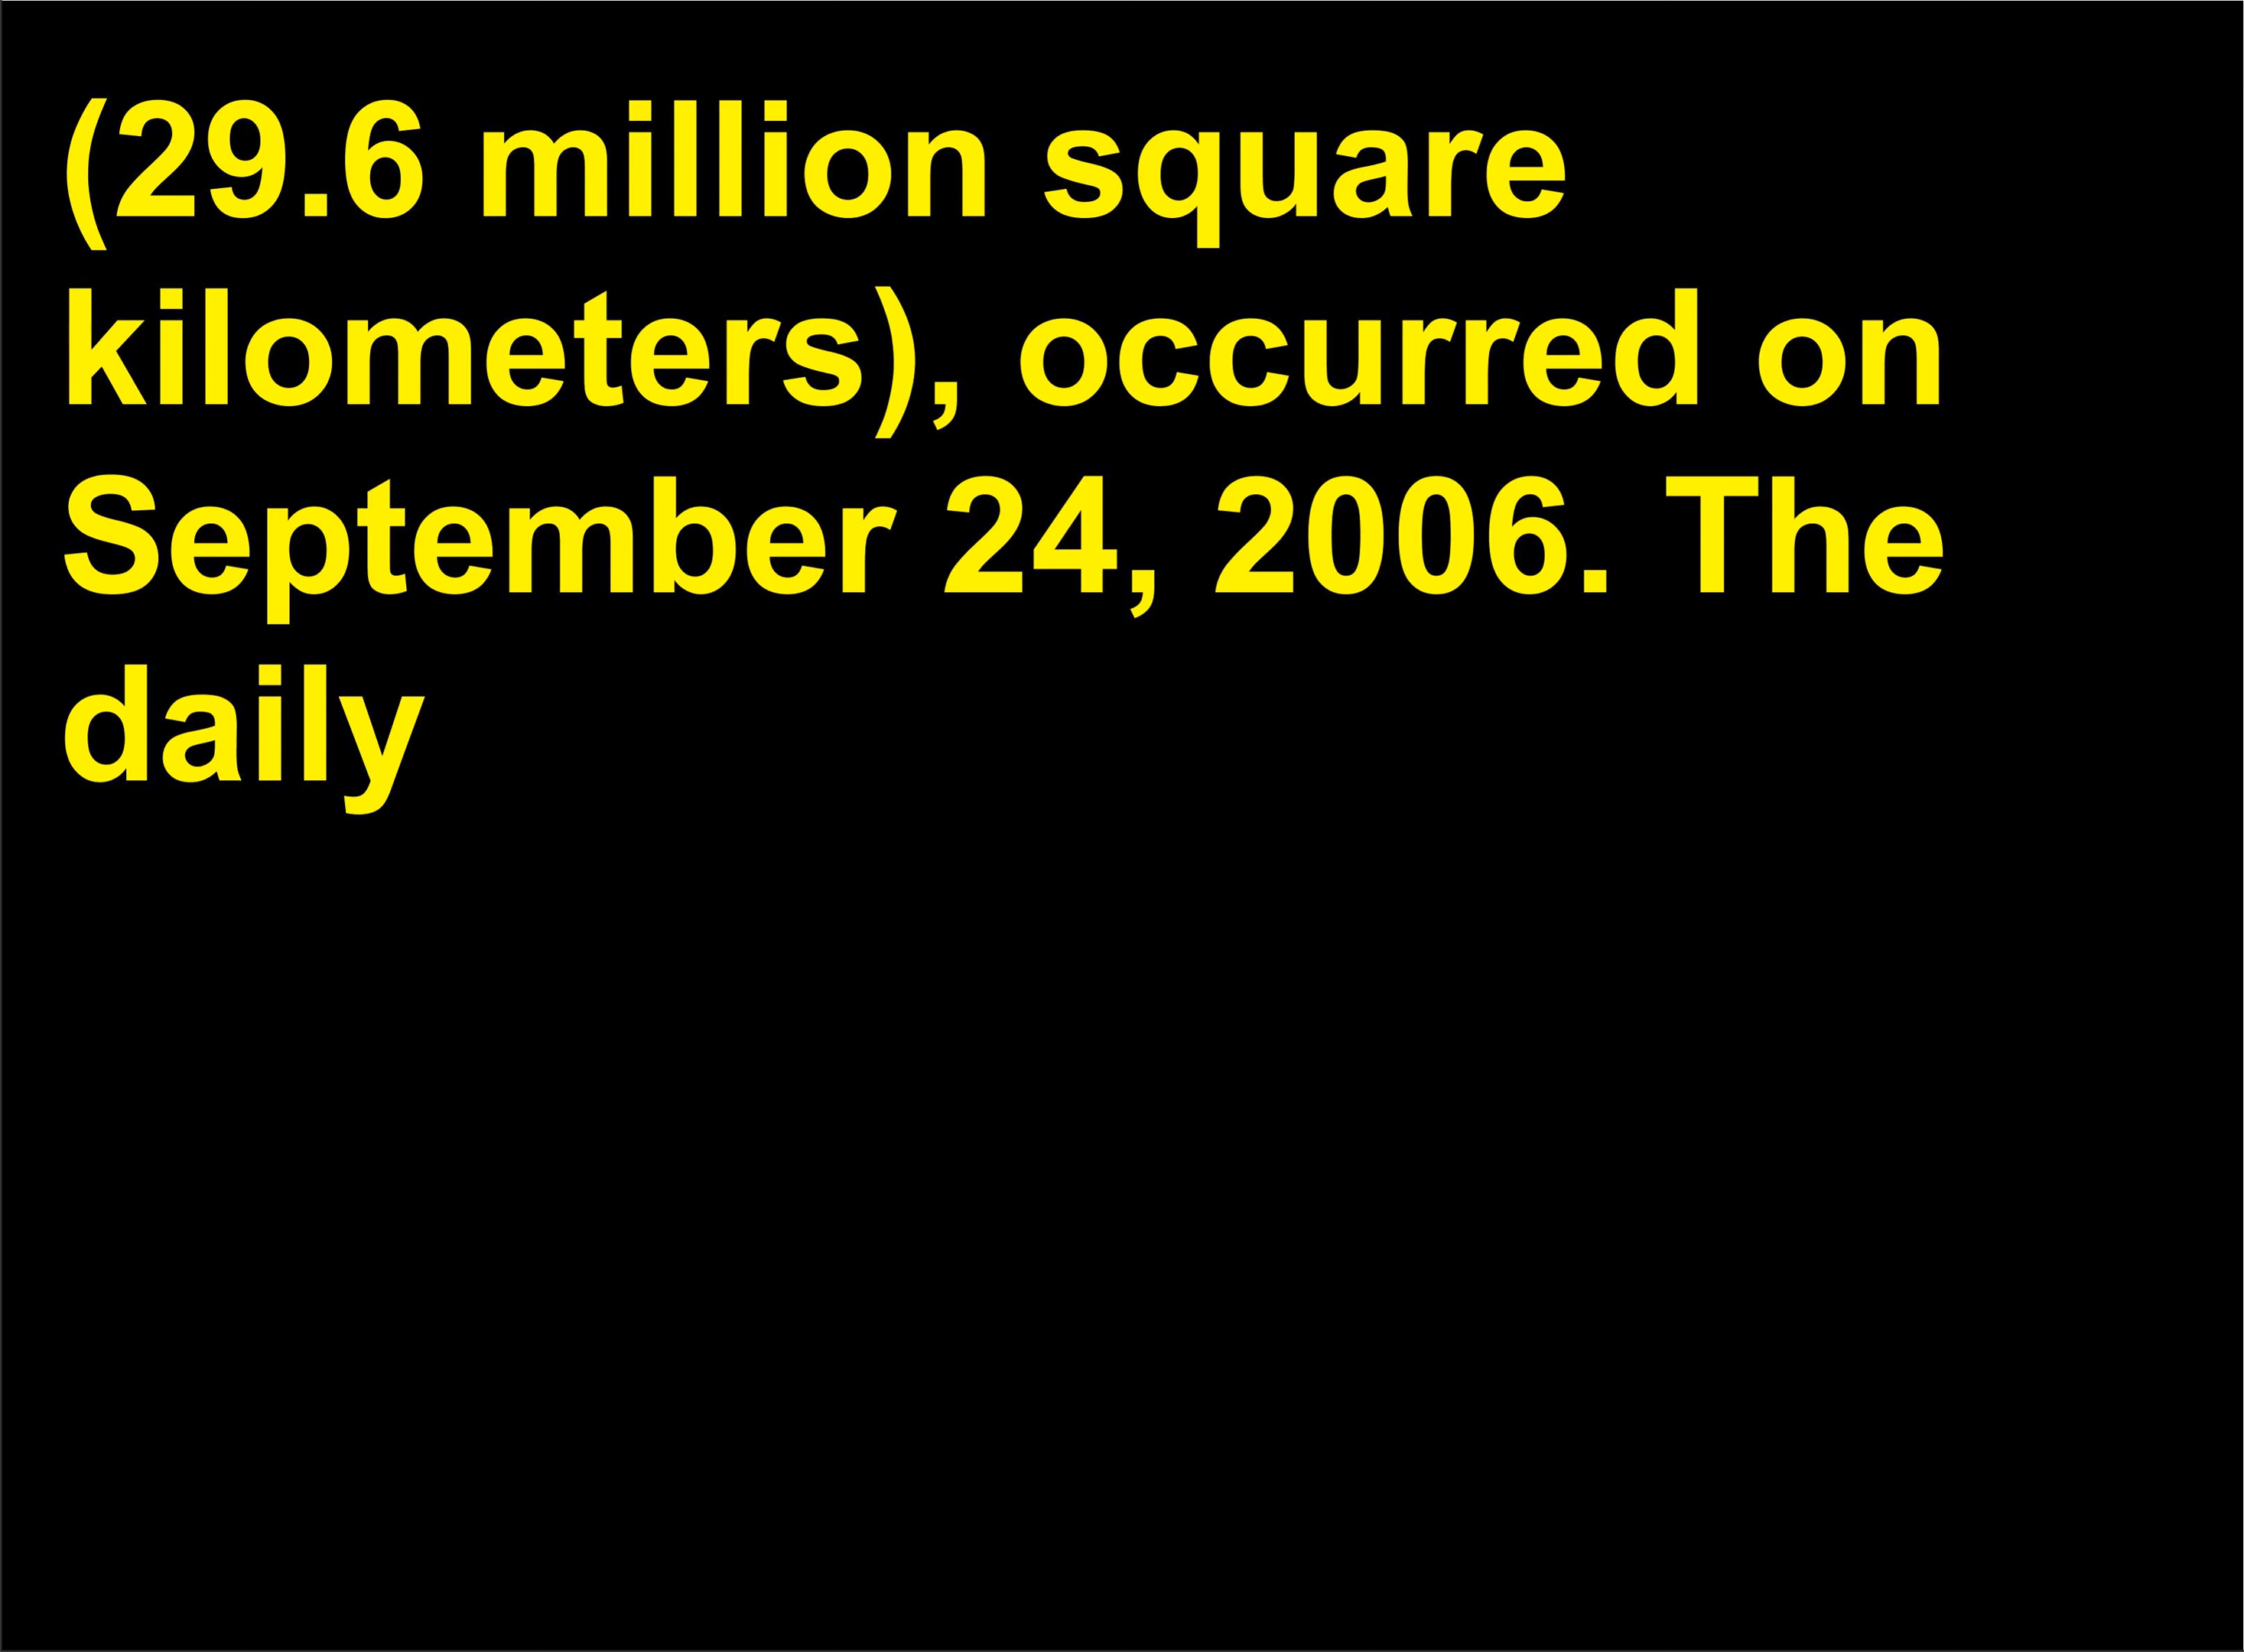 (29.6 million square
kilometers), occurred on
September 24, 2006. The
daily